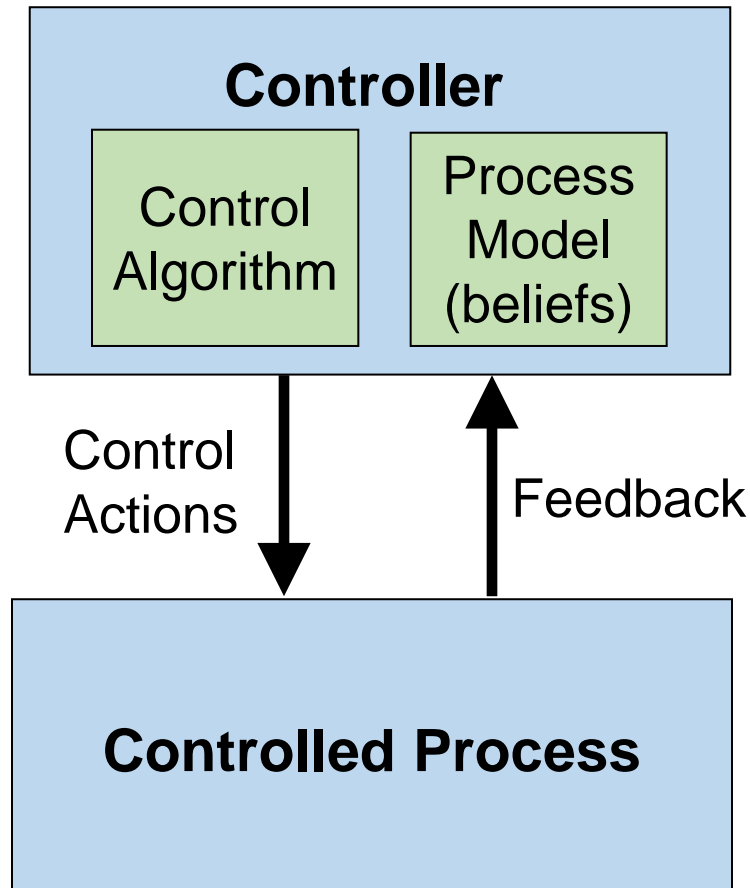 Controller
Control
Algorithm
Process
Model
(beliefs)
Control
Actions
Feedback
Controlled Process